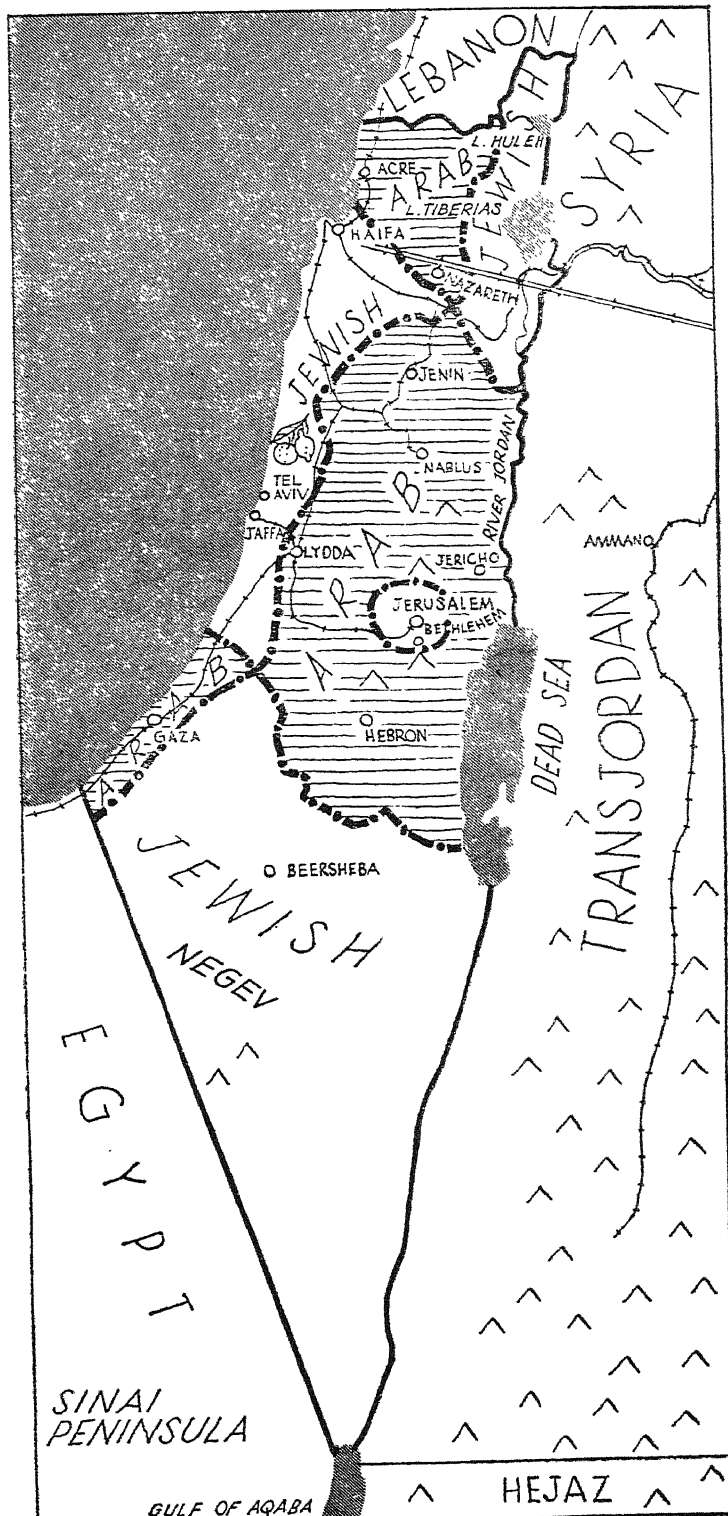 LEBANON
SYRIA
JEWISH
L. HULEH
ACRE
ARAB
L. TIBERIAS
HAIFA
NAZARETH
JEWISH
JENIN
NABLUS
RIVER JORDAN
TEL
AVIV
JAFFA
LYDDA
ARAB
JERICHO
AMMAN
JERUSALEM
BETHLEHEM
ARAB
GAZA
HEBRON
DEAD SEA
TRANSJORDAN
BEERSHEBA
JEWISH
NEGEV
EGYPT
SINAI
PENINSULA
GULF OF AQABA
HEJAZ